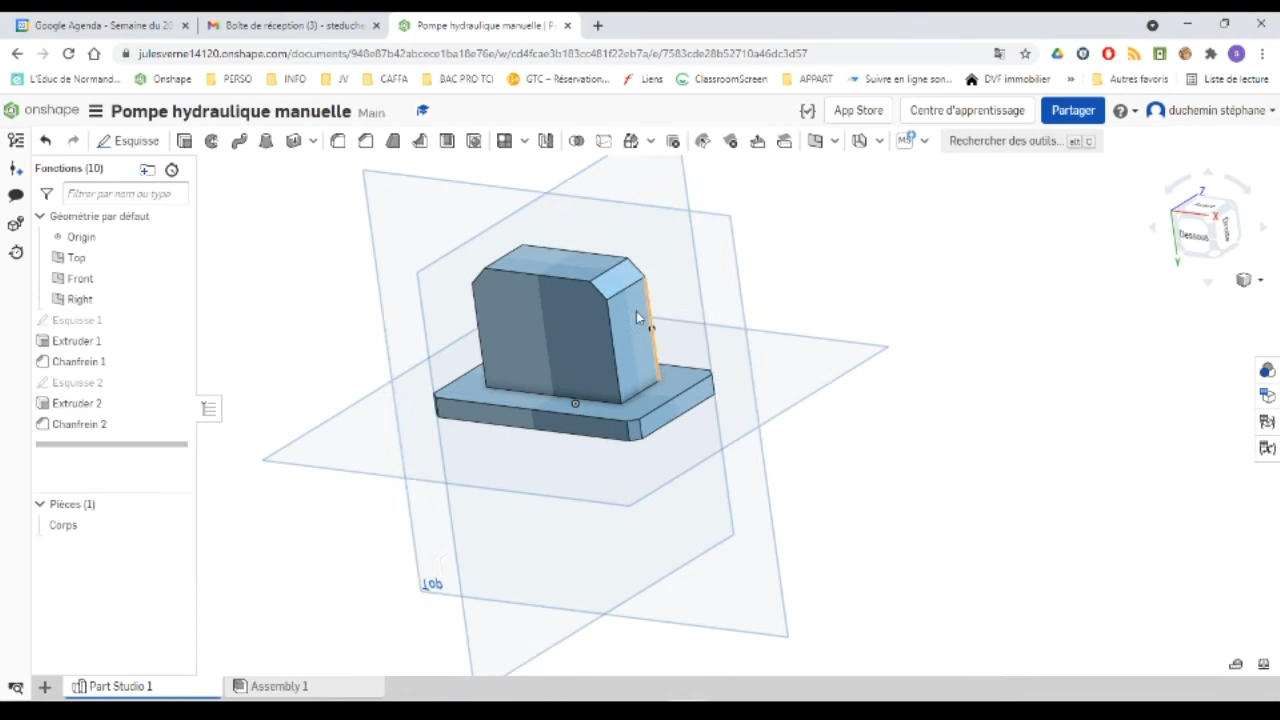 Google Agenda - Semaine du 20
Boîte de réception (3) - steduche
Pompe hydraulique manuelle | P
julesverne14120.onshape.com/documents/948e87b42abcece1ba18e76e/w/cd4fcae3b183cc481f22eb7a/e/7583cde28b52710a46dc3d57
S
L'Éduc de Normand...
Onshape
PERSO
INFO
JV
CAFFA
BAC PRO TCI
GTC – Réservation...
Liens
ClassroomScreen
APPART
Suivre en ligne son...
DVF immobilier
»
Autres favoris
Liste de lecture
onshape
Pompe hydraulique manuelle
Main
App Store
Centre d'apprentissage
Partager
duchemin stéphane
Esquisse
Rechercher des outils...
alt
C
Fonctions (10)
Filtrer par nom ou type
Géométrie par défaut
Origin
Top
Front
Right
Esquisse 1
Extruder 1
Chanfrein 1
Esquisse 2
Extruder 2
Chanfrein 2
Pièces (1)
Corps
Top
Z
X
Y
Dessous
Droite
Part Studio 1
Assembly 1